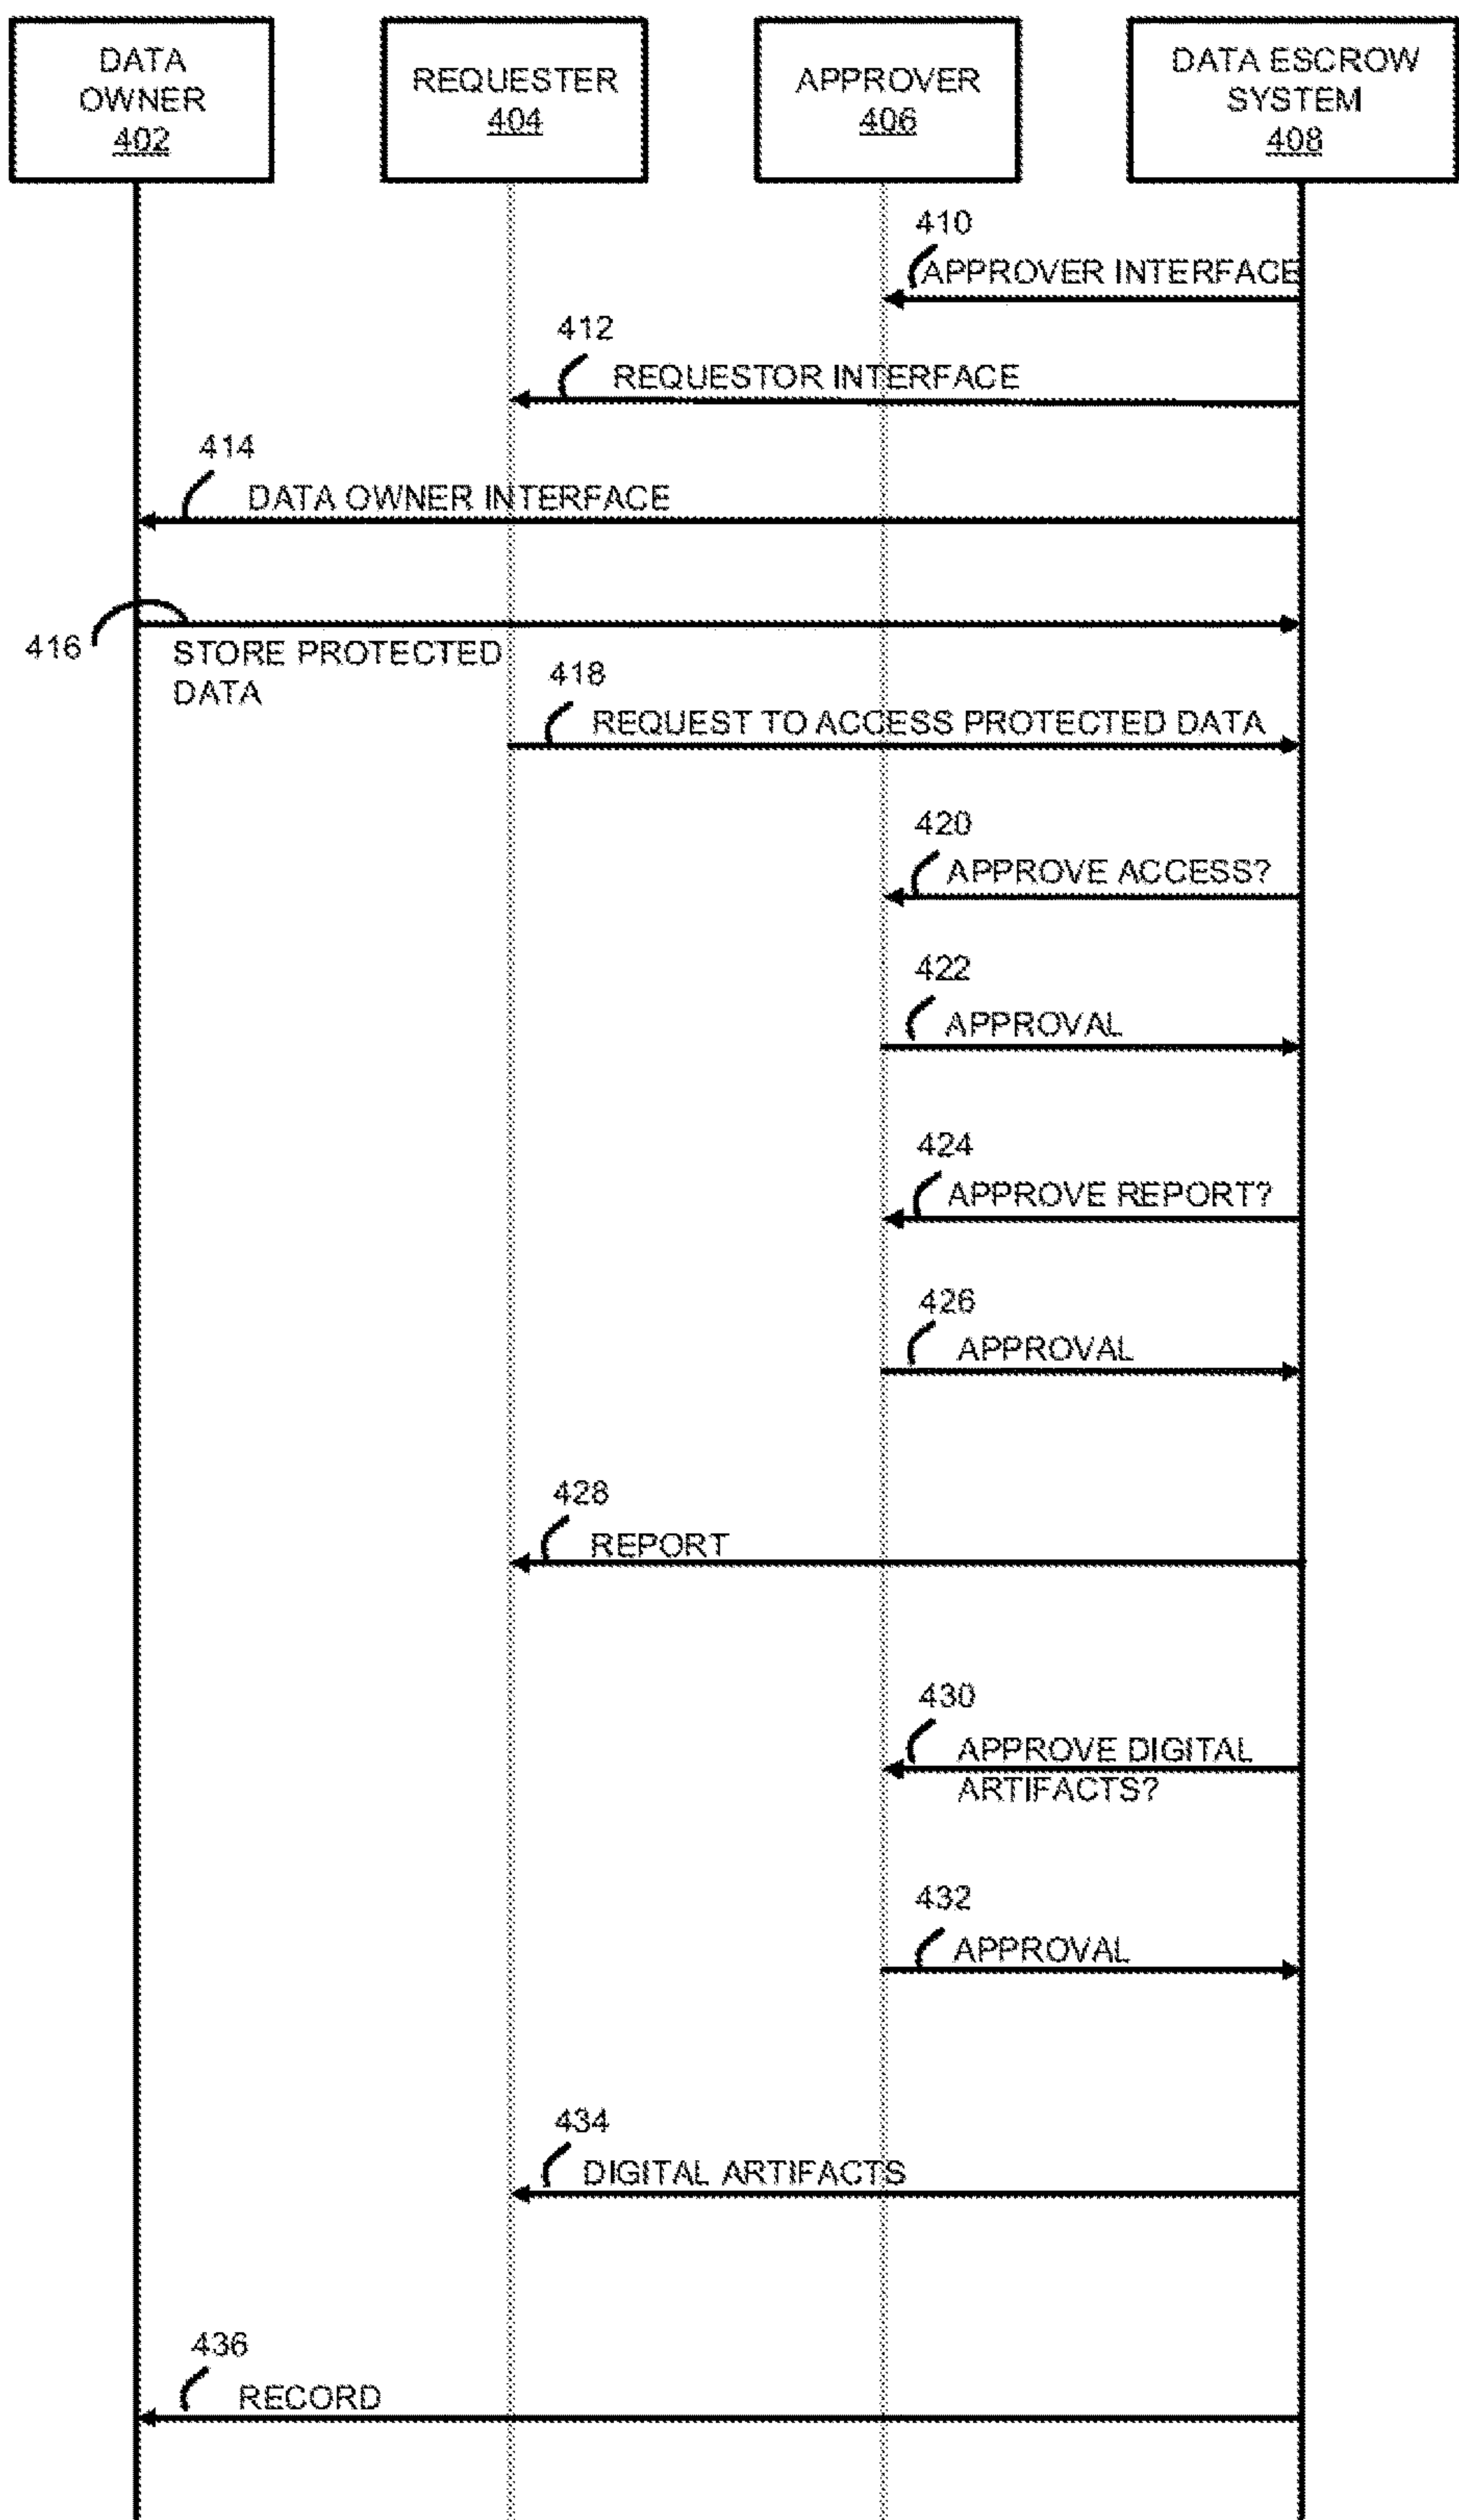 DATA
OWNER
402
REQUESTER
404
APPROVER
406
DATA ESCROW
SYSTEM
408
410
APPROVER INTERFACE
412
REQUESTOR INTERFACE
414
DATA OWNER INTERFACE
416
STORE PROTECTED
DATA
418
REQUEST TO ACCESS PROTECTED DATA
420
APPROVE ACCESS?
422
APPROVAL
424
APPROVE REPORT?
426
APPROVAL
428
REPORT
430
APPROVE DIGITAL
ARTIFACTS?
432
APPROVAL
434
DIGITAL ARTIFACTS
436
RECORD